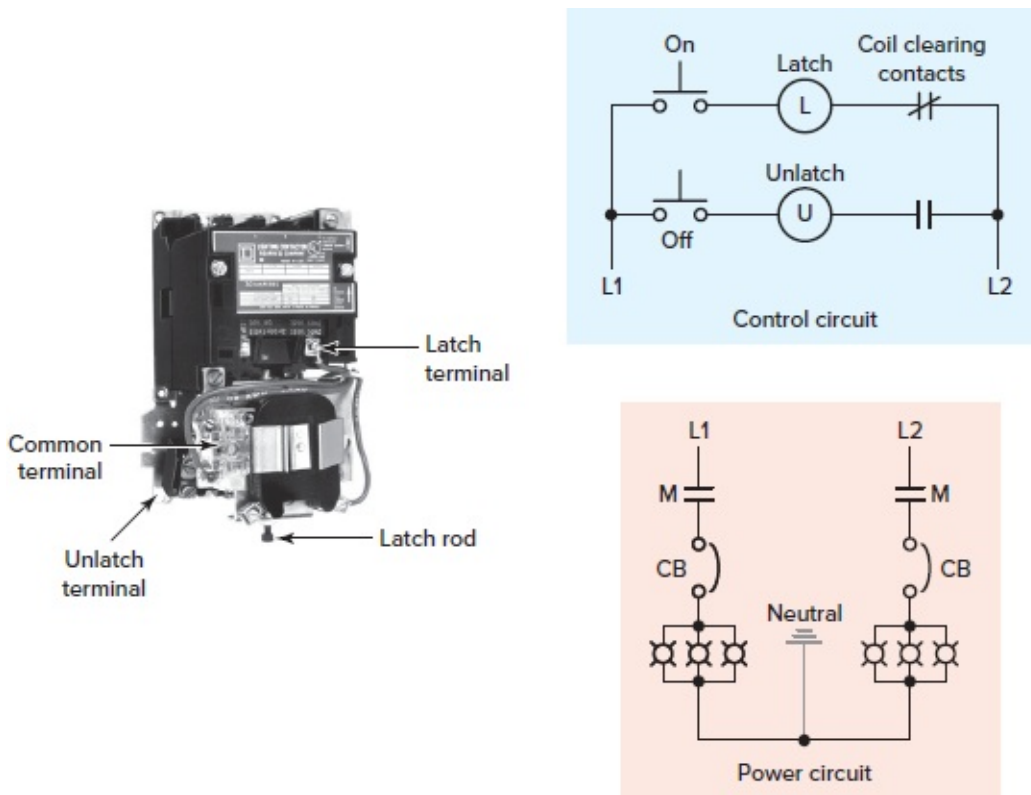 On
Latch
Coil clearing
contacts
L
Unlatch
U
Off
L1
L2
Control circuit
Latch
terminal
Common
terminal
Latch rod
Unlatch
terminal
L1
L2
M
M
CB
CB
Neutral
Power circuit